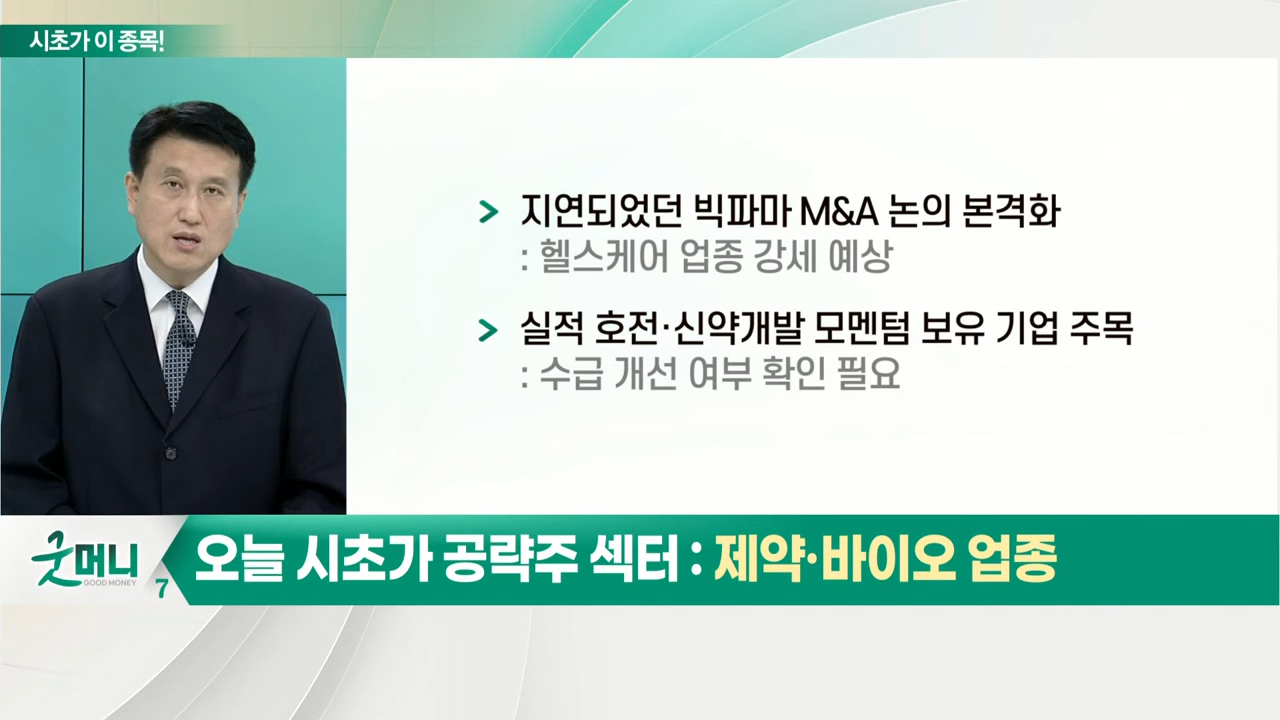 시초가 이 종목!
지연되었던 빅파마 M&A 논의 본격화
: 헬스케어 업종 강세 예상
실적 호전·신약개발 모멘텀 보유 기업 주목
: 수급 개선 여부 확인 필요
굿머니
GOOD MONEY
7
오늘 시초가 공략주 섹터 : 제약·바이오 업종